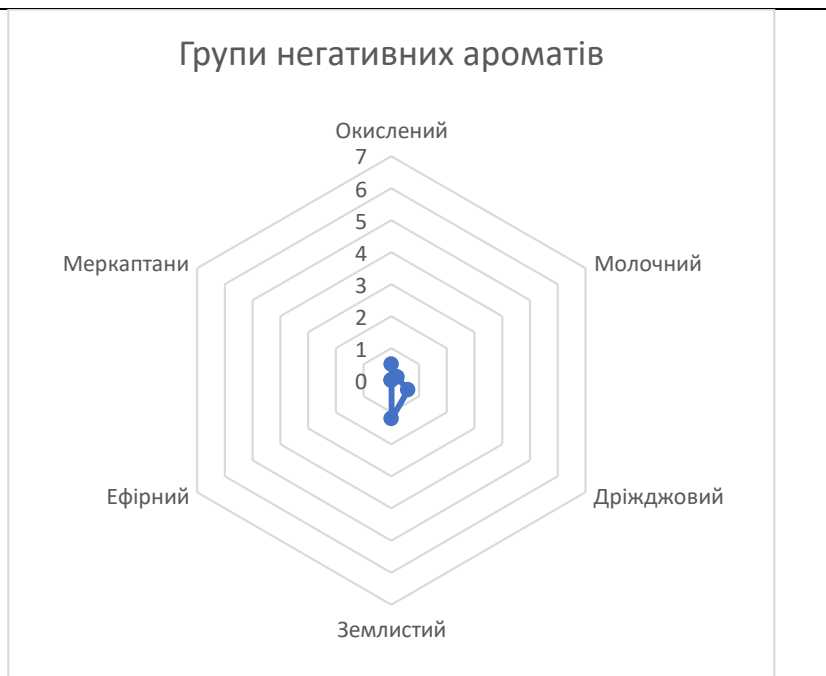 Групи негативних ароматів
Окислений
7
6
5
4
3
2
1
0
Меркаптани
Молочний
Ефірний
Дріжджовий
Землистий